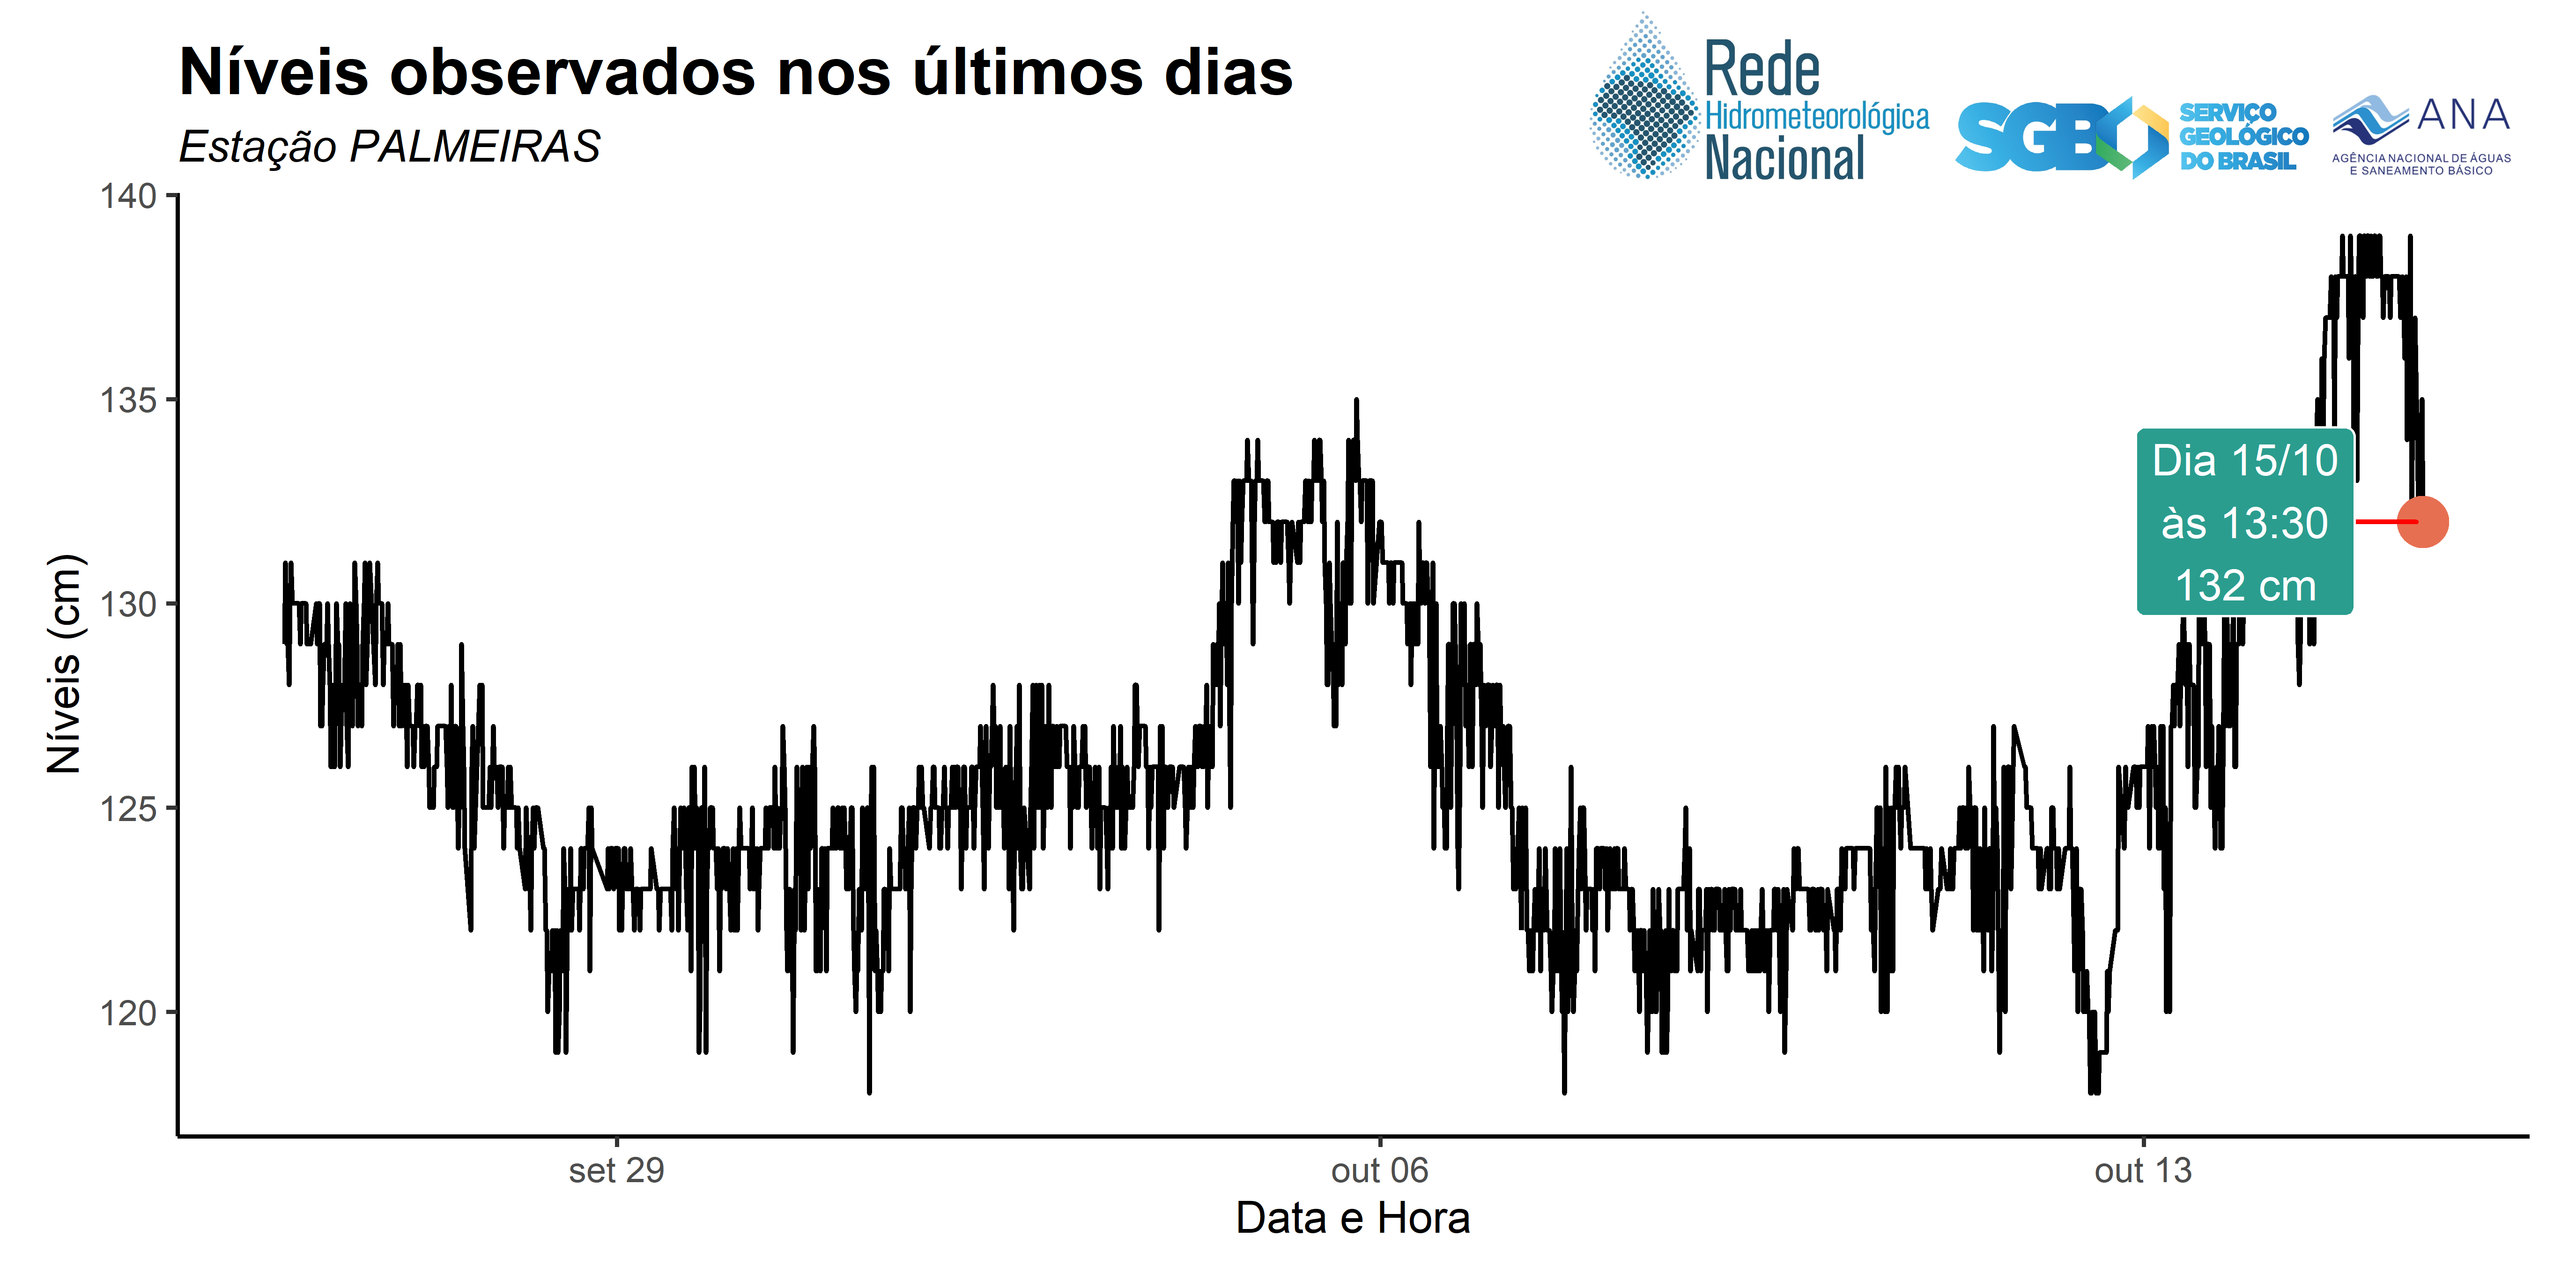 Níveis observados nos últimos dias
Estação PALMEIRAS
Rede
Hidrometeorológica
Nacional
SGB
SERVIÇO
GEOLÓGICO
DO BRASIL
ANA
AGÊNCIA NACIONAL DE ÁGUAS
E SANEAMENTO BÁSICO
Níveis (cm)
140
135
130
125
120
Dia 15/10
às 13:30
132 cm
set 29
out 06
out 13
Data e Hora